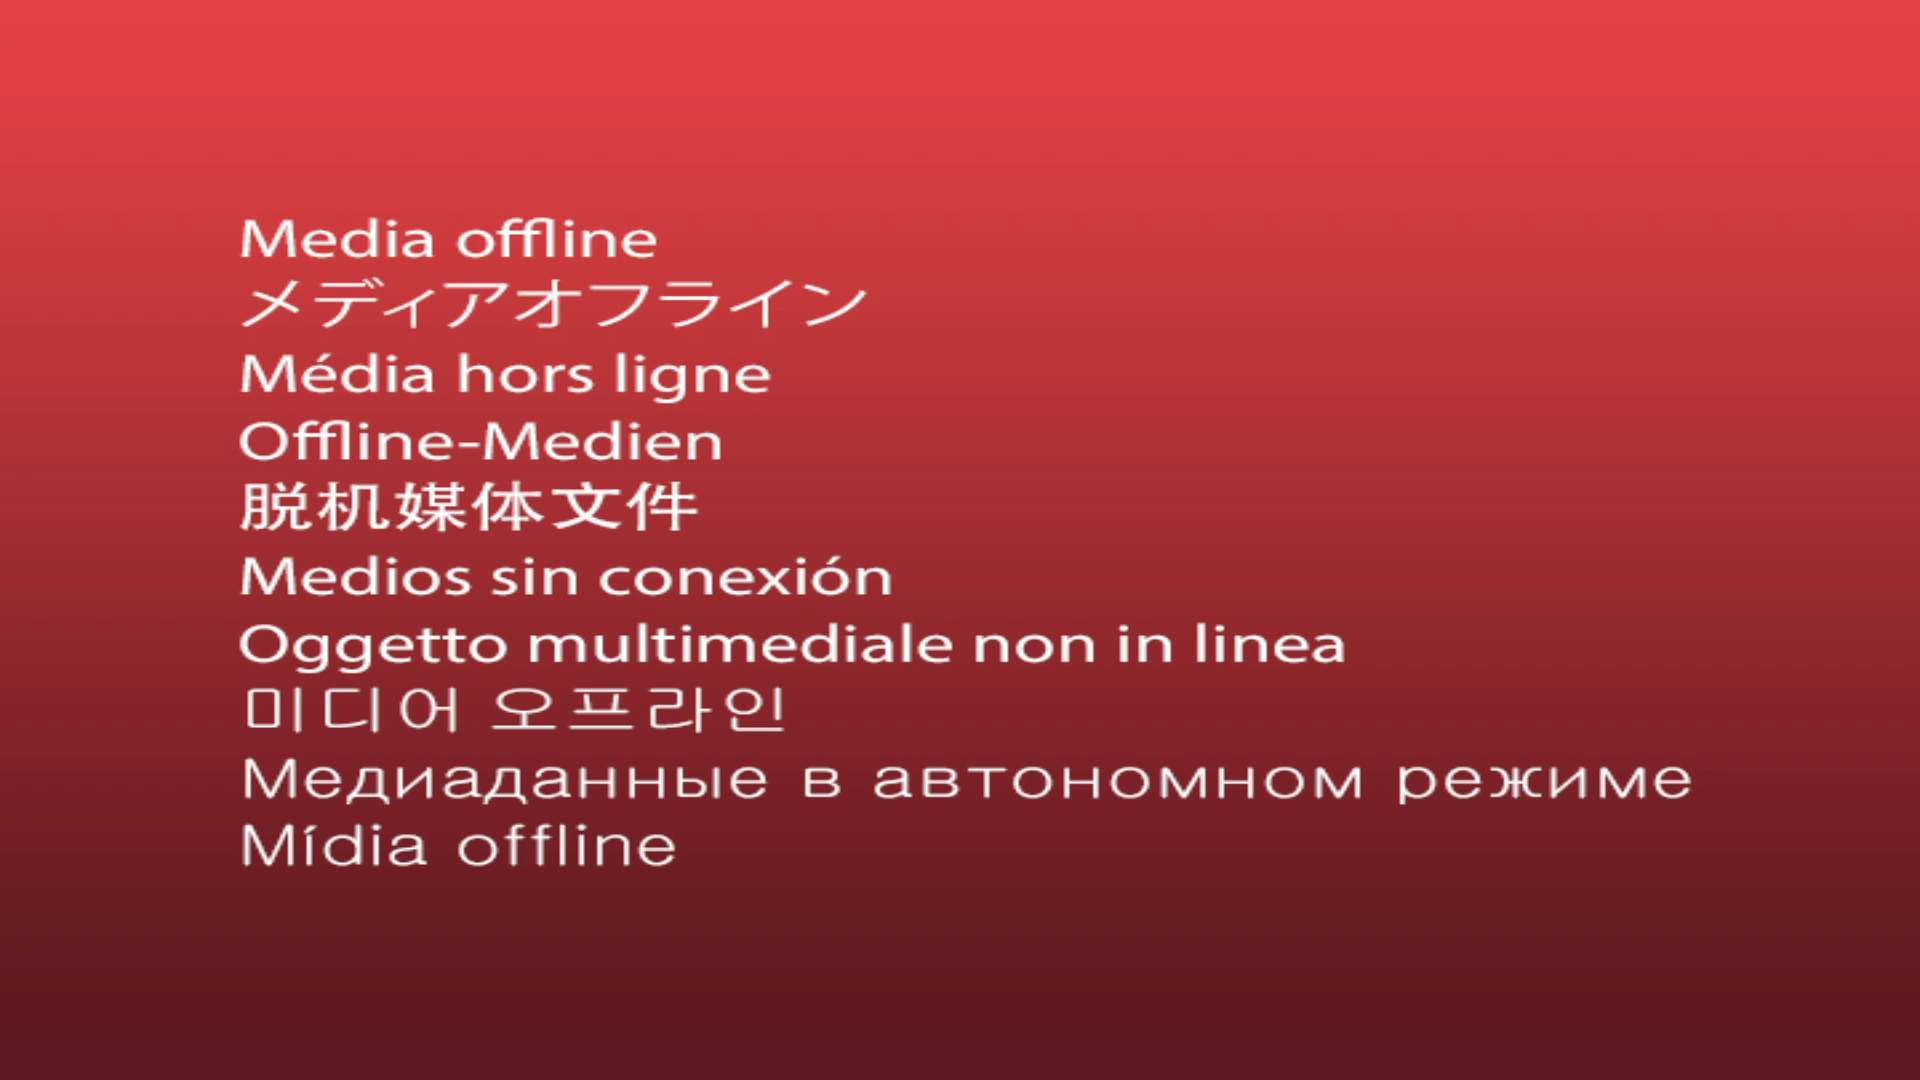 Media offline
メディアオフライン
Média hors ligne
Offline-Medien
脱机媒体文件
Medios sin conexión
Oggetto multimediale non in linea
미디어 오프라인
Медиаданные в автономном режиме
Mídia offline